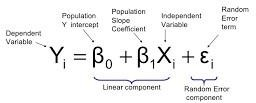 Population
Y intercept
Population
Slope
Coefficient
Independent
Variable
Random
Error
term
Dependent
Variable
Yi = β0 + β1Xi + εi
Linear component
Random Error
component